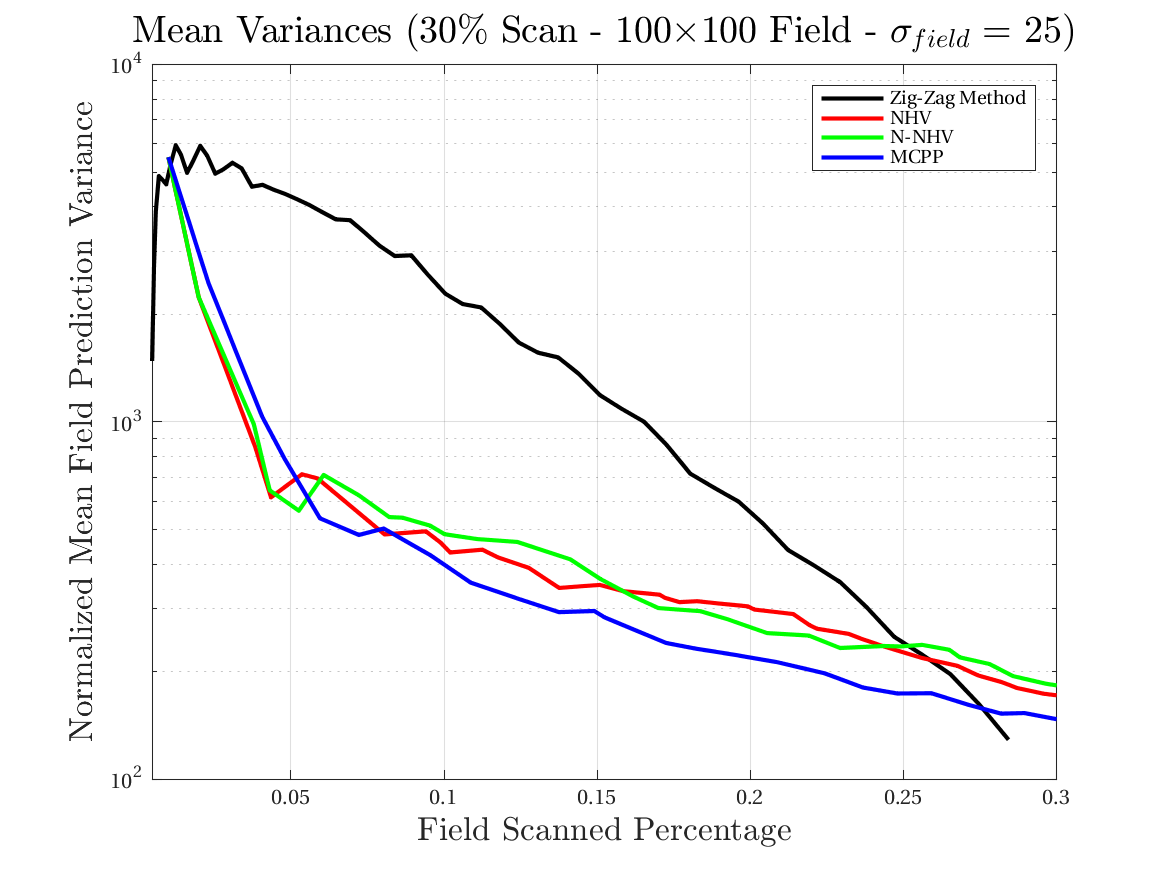 Mean Variances (30% Scan - 100×100 Field - σ_field = 25)
Normalized Mean Field Prediction Variance
10^4
10^3
10^2
Zig-Zag Method
NHV
N-NHV
MCPP
0.05 0.1 0.15 0.2 0.25 0.3
Field Scanned Percentage